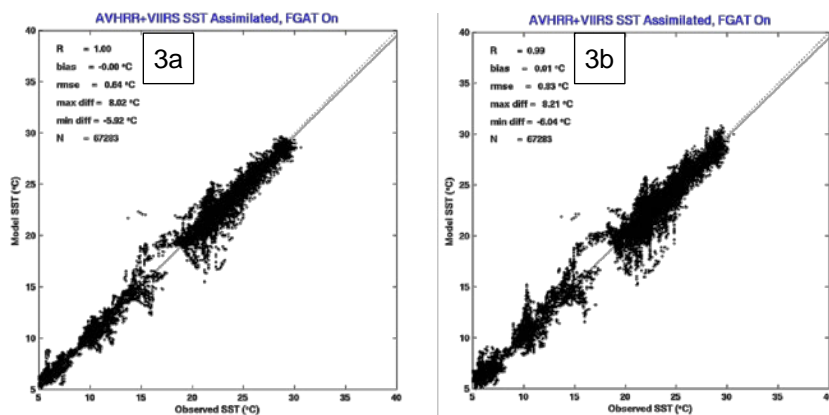 AVHRR+VIIRS SST Assimilated, FGAT On
3a
R = 1.00
bias = -0.00 °C
rmse = 0.64 °C
max diff = 8.02 °C
min diff = -5.92 °C
N = 67283
Model SST (°C)
40
35
30
25
20
15
10
5
5 10 15 20 25 30 35 40
Observed SST (°C)
AVHRR+VIIRS SST Assimilated, FGAT On
3b
R = 0.99
bias = 0.01 °C
rmse = 0.83 °C
max diff = 8.21 °C
min diff = -6.04 °C
N = 67283
Model SST (°C)
40
35
30
25
20
15
10
5
5 10 15 20 25 30 35 40
Observed SST (°C)